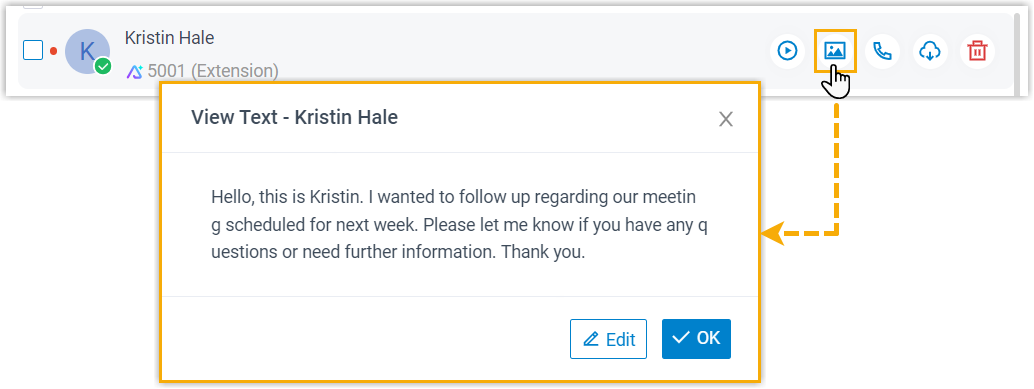 Kristin Hale
K
5001 (Extension)
View Text - Kristin Hale
Hello, this is Kristin. I wanted to follow up regarding our meetin
g scheduled for next week. Please let me know if you have any q
uestions or need further information. Thank you.
Edit
OK